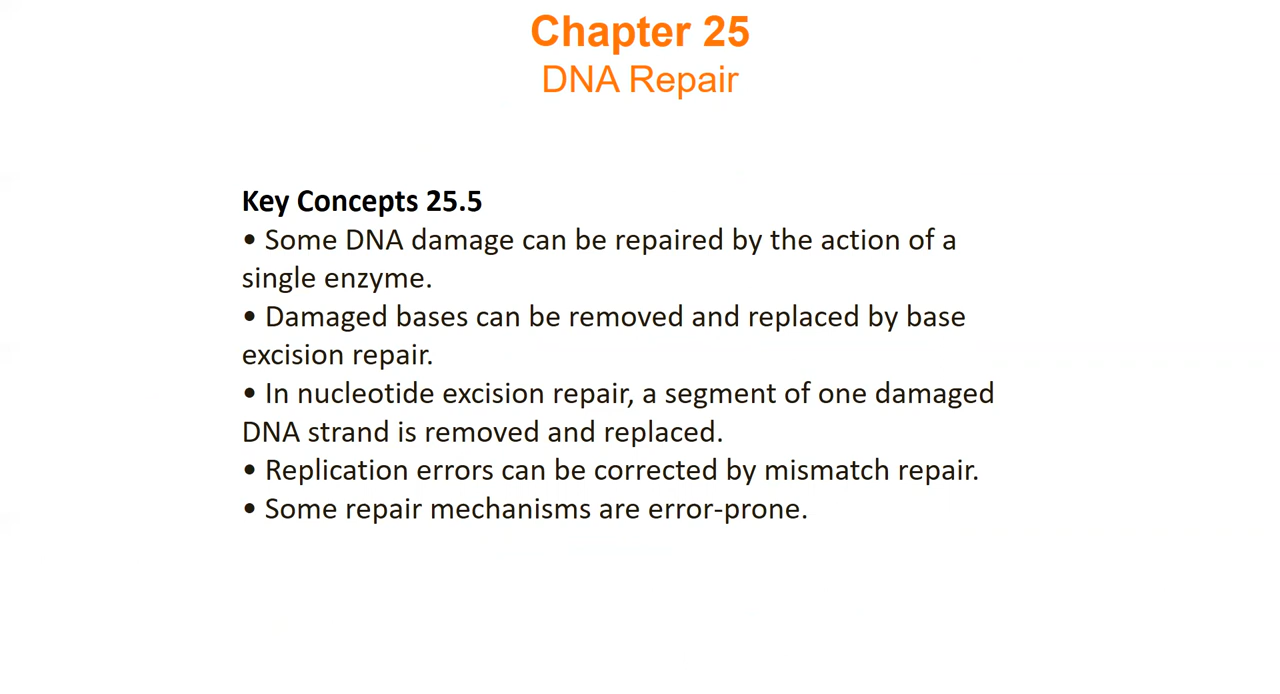 Chapter 25
DNA Repair
Key Concepts 25.5
• Some DNA damage can be repaired by the action of a
single enzyme.
• Damaged bases can be removed and replaced by base
excision repair.
• In nucleotide excision repair, a segment of one damaged
DNA strand is removed and replaced.
• Replication errors can be corrected by mismatch repair.
• Some repair mechanisms are error-prone.